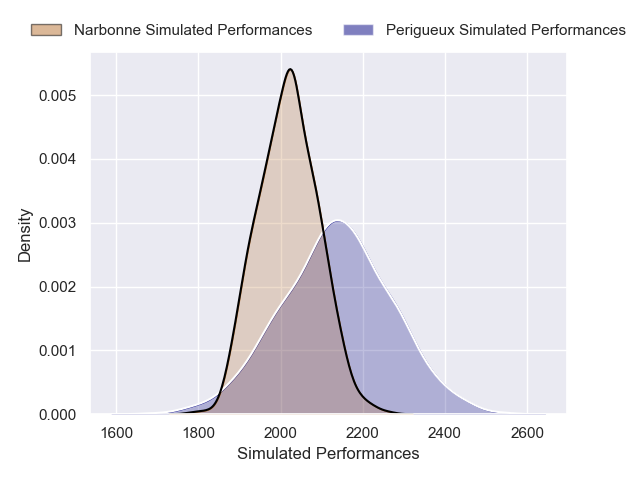 Narbonne Simulated Performances
Perigueux Simulated Performances
Density
0.005
0.004
0.003
0.002
0.001
0.000
1600 1800 2000 2200 2400 2600
Simulated Performances